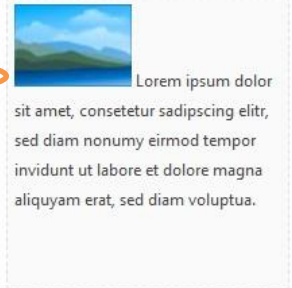 Lorem ipsum dolor
sit amet, consetetur sadipscing elitr,
sed diam nonumy eirmod tempor
invidunt ut labore et dolore magna
aliquyam erat, sed diam voluptua.